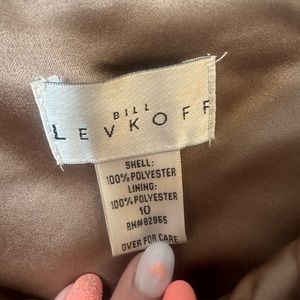 BILL
LEVKOFF
SHELL:
100% POLYESTER
LINING:
100% POLYESTER
10
RN#82955
OVER FOR CARE